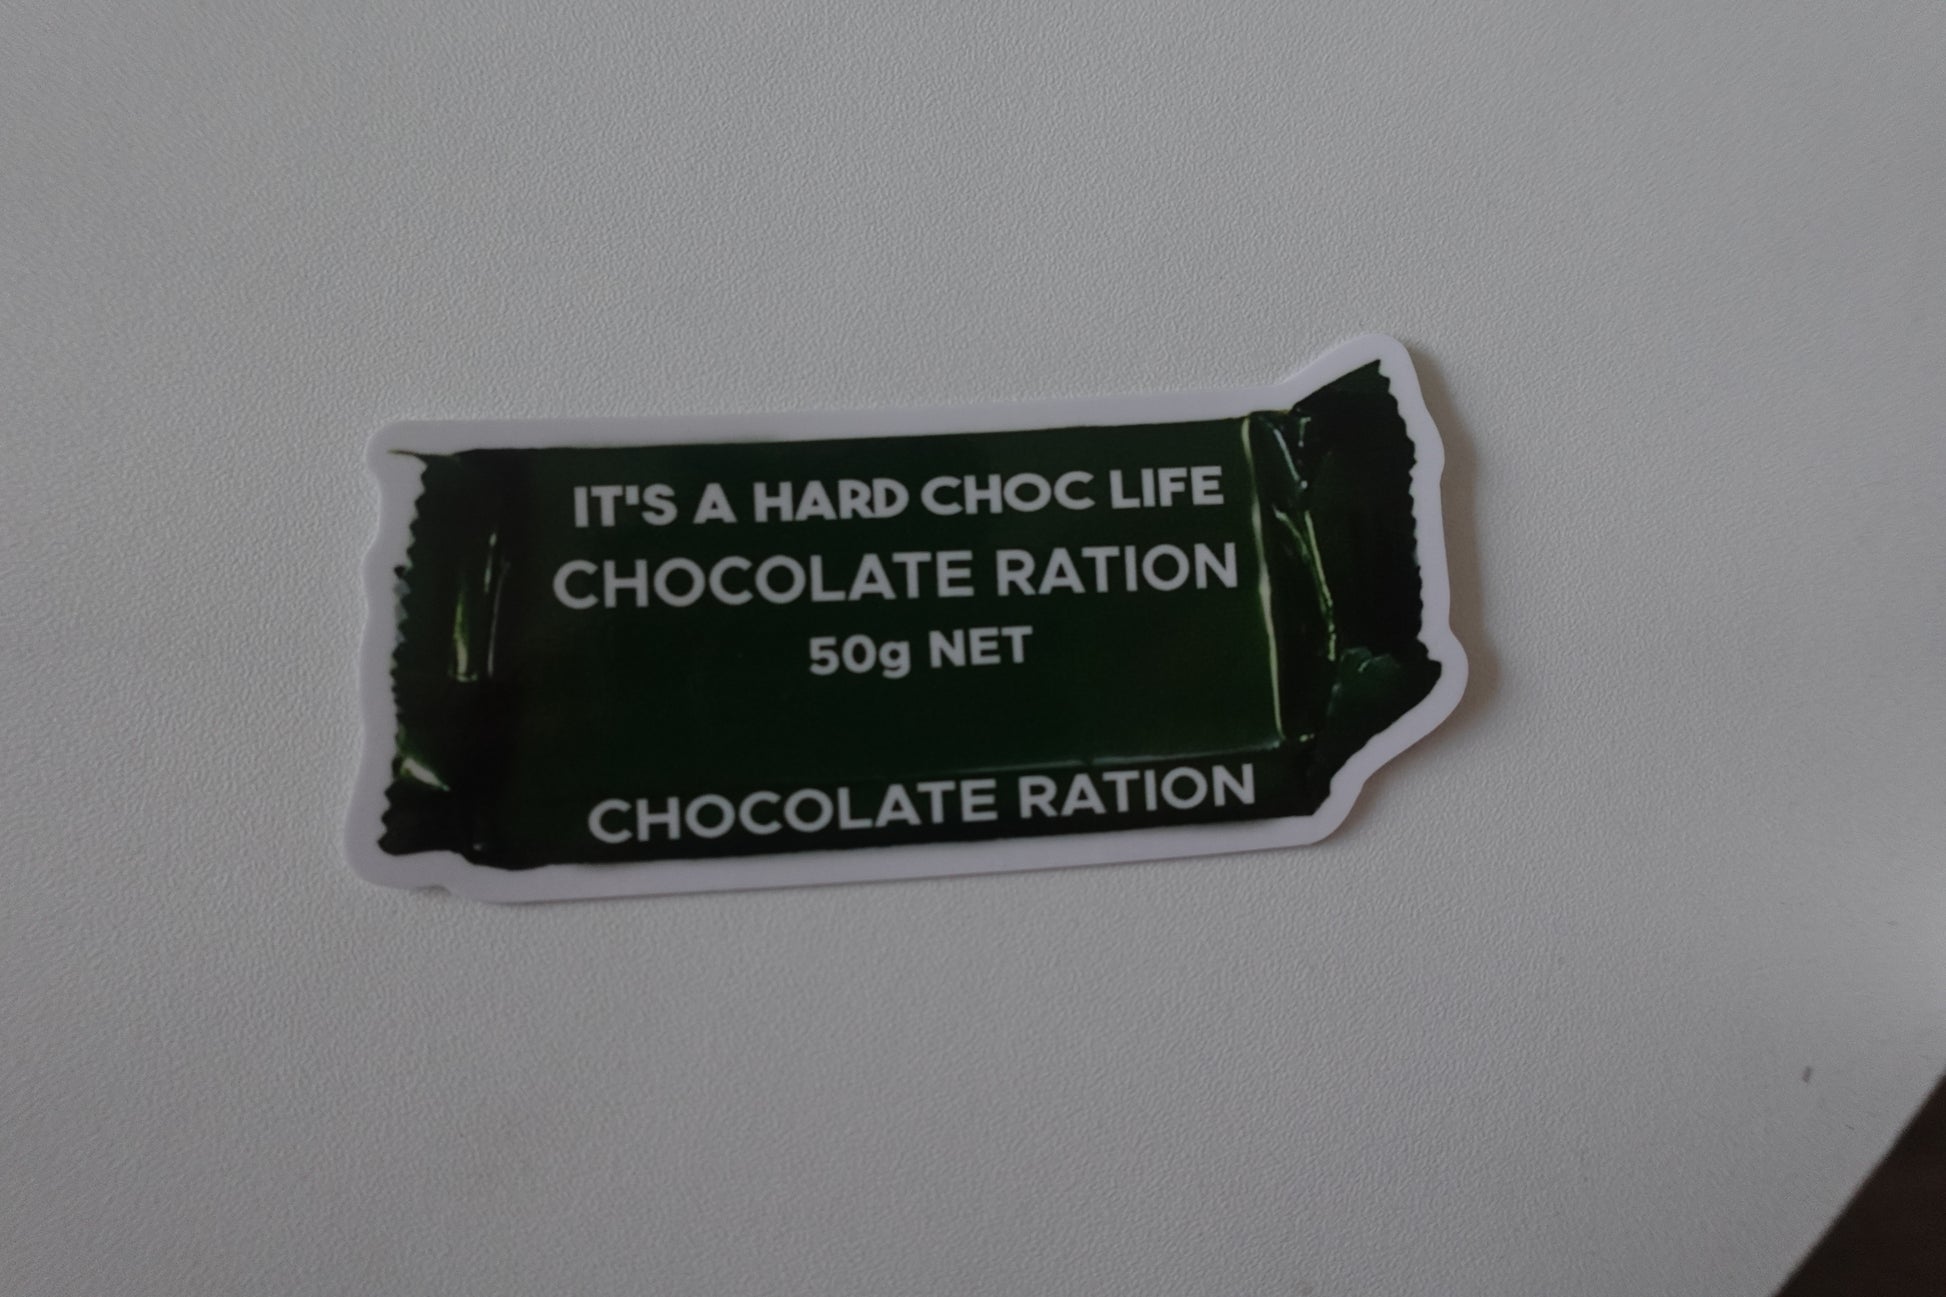 IT'S A HARD CHOC LIFE
CHOCOLATE RATION
50g NET
CHOCOLATE RATION